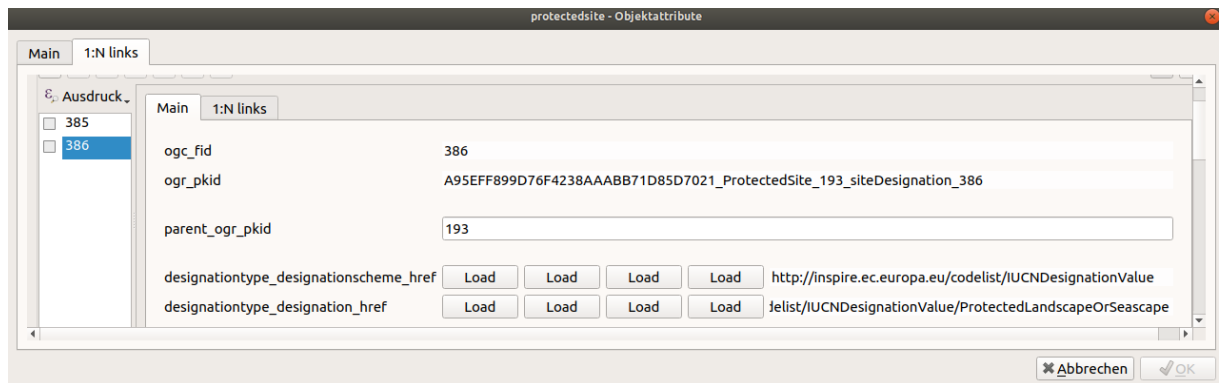 protectedsite - Objektattribute
Main 1:N links
ε Ausdruck
385
386
Main 1:N links
ogc_fid 386
ogr_pkid A95EFF899D76F4238AAABB71D85D7021_ProtectedSite_193_siteDesignation_386
parent_ogr_pkid 193
designationtype_designationscheme_href Load Load Load Load http://inspire.ec.europa.eu/codelist/IUCNDesignationValue
designationtype_designation_href Load Load Load Load delist/IUCNDesignationValue/ProtectedLandscapeOrSeascape
Abbrechen OK